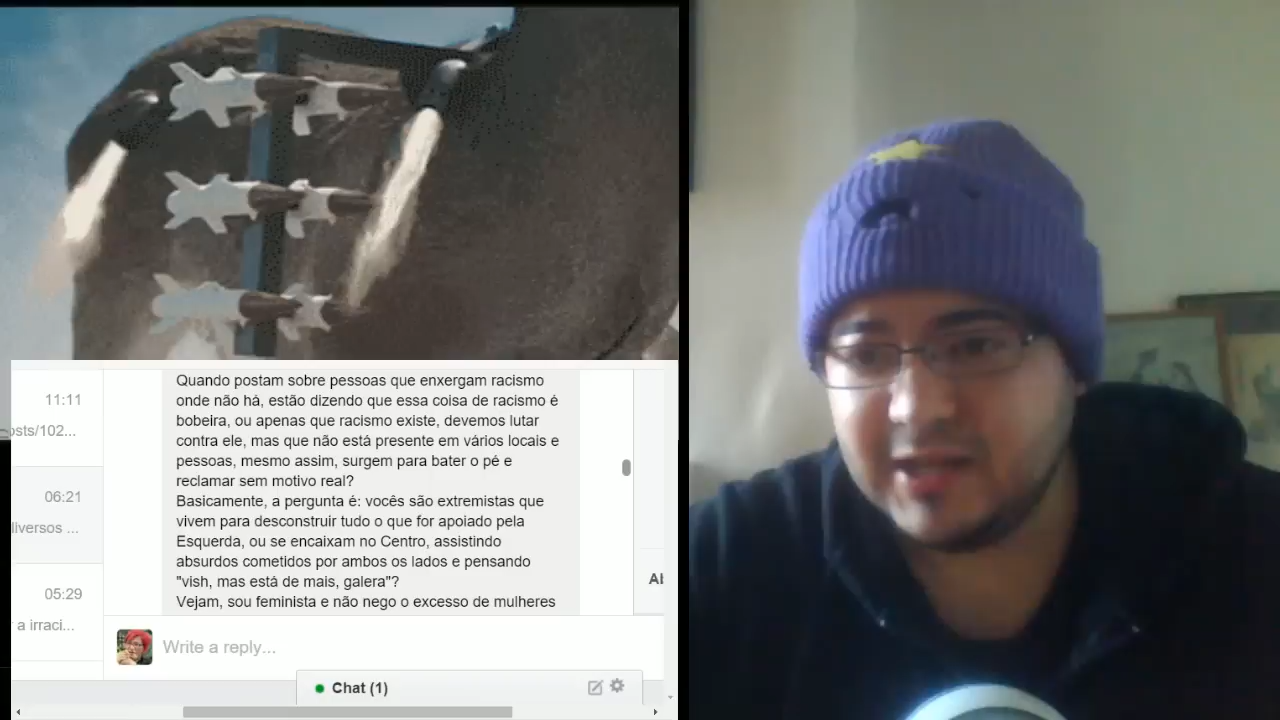 11:11
osts/102...
06:21
liversos ...
05:29
a irraci...
Quando postam sobre pessoas que enxergam racismo
onde não há, estão dizendo que essa coisa de racismo é
bobeira, ou apenas que racismo existe, devemos lutar
contra ele, mas que não está presente em vários locais e
pessoas, mesmo assim, surgem para bater o pé e
reclamar sem motivo real?
Basicamente, a pergunta é: vocês são extremistas que
vivem para desconstruir tudo o que for apoiado pela
Esquerda, ou se encaixam no Centro, assistindo
absurdos cometidos por ambos os lados e pensando
"vish, mas está de mais, galera"?
Vejam, sou feminista e não nego o excesso de mulheres
Write a reply...
Chat (1)